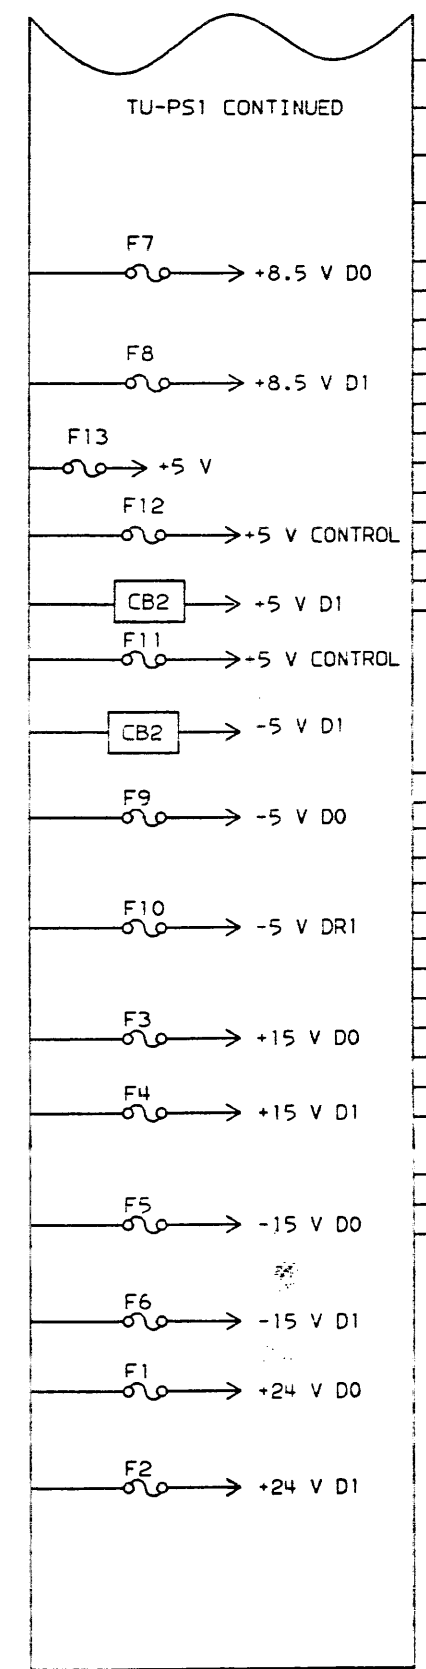 TU-PS1 CONTINUED
F7
+8.5 V D0
F8
+8.5 V D1
F13
+5 V
F12
+5 V CONTROL
CB2
+5 V D1
F11
+5 V CONTROL
CB2
-5 V D1
F9
-5 V D0
F10
-5 V DR1
F3
+15 V D0
F4
+15 V D1
F5
-15 V D0
F6
-15 V D1
F1
+24 V D0
F2
+24 V D1